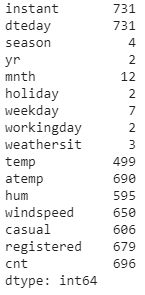 instant 731
dteday 731
season 4
yr 2
mnth 12
holiday 2
weekday 7
workingday 2
weathersit 3
temp 499
atemp 690
hum 595
windspeed 650
casual 606
registered 679
cnt 696
dtype: int64